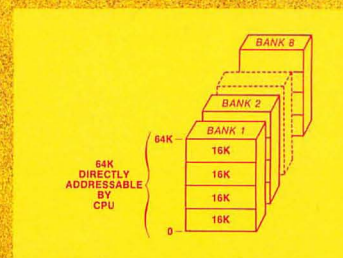 BANK 8
BANK 2
BANK 1
64K
16K
16K
16K
16K
0
64K
DIRECTLY
ADDRESSABLE
BY
CPU